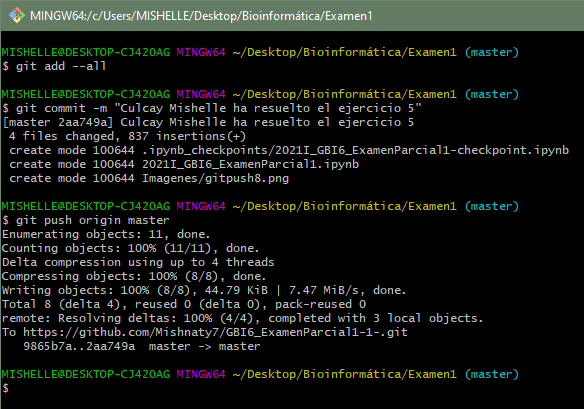 MINGW64:/c/Users/MISHELLE/Desktop/Bioinformática/Examen1
MISHELLE@DESKTOP-CJ42OAG MINGW64 ~/Desktop/Bioinformática/Examen1 (master)
$ git add --all
MISHELLE@DESKTOP-CJ42OAG MINGW64 ~/Desktop/Bioinformática/Examen1 (master)
$ git commit -m "Culcay Mishelle ha resuelto el ejercicio 5"
[master 2aa749a] Culcay Mishelle ha resuelto el ejercicio 5
 4 files changed, 837 insertions(+)
 create mode 100644 .ipynb_checkpoints/2021I_GBI6_ExamenParcial1-checkpoint.ipynb
 create mode 100644 2021I_GBI6_ExamenParcial1.ipynb
 create mode 100644 Imagenes/gitpush8.png
MISHELLE@DESKTOP-CJ42OAG MINGW64 ~/Desktop/Bioinformática/Examen1 (master)
$ git push origin master
Enumerating objects: 11, done.
Counting objects: 100% (11/11), done.
Delta compression using up to 4 threads
Compressing objects: 100% (8/8), done.
Writing objects: 100% (8/8), 44.79 KiB | 7.47 MiB/s, done.
Total 8 (delta 4), reused 0 (delta 0), pack-reused 0
remote: Resolving deltas: 100% (4/4), completed with 3 local objects.
To https://github.com/Mishnaty7/GBI6_ExamenParcial1-1-.git
   9865b7a..2aa749a  master -> master
MISHELLE@DESKTOP-CJ42OAG MINGW64 ~/Desktop/Bioinformática/Examen1 (master)
$